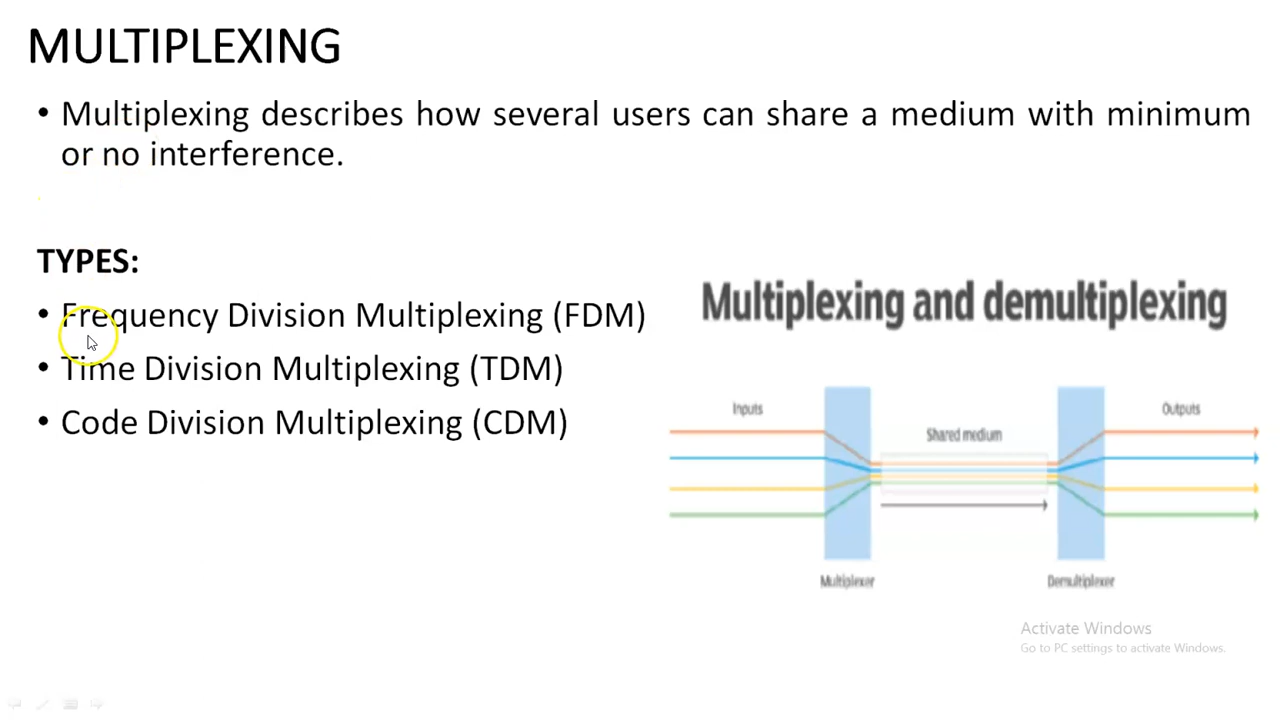 MULTIPLEXING
• Multiplexing describes how several users can share a medium with minimum
or no interference.
TYPES:
• Frequency Division Multiplexing (FDM)
• Time Division Multiplexing (TDM)
• Code Division Multiplexing (CDM)
Multiplexing and demultiplexing
Inputs
Shared medium
Outputs
Multiplexer
Demultiplexer
Activate Windows
Go to PC settings to activate Windows.